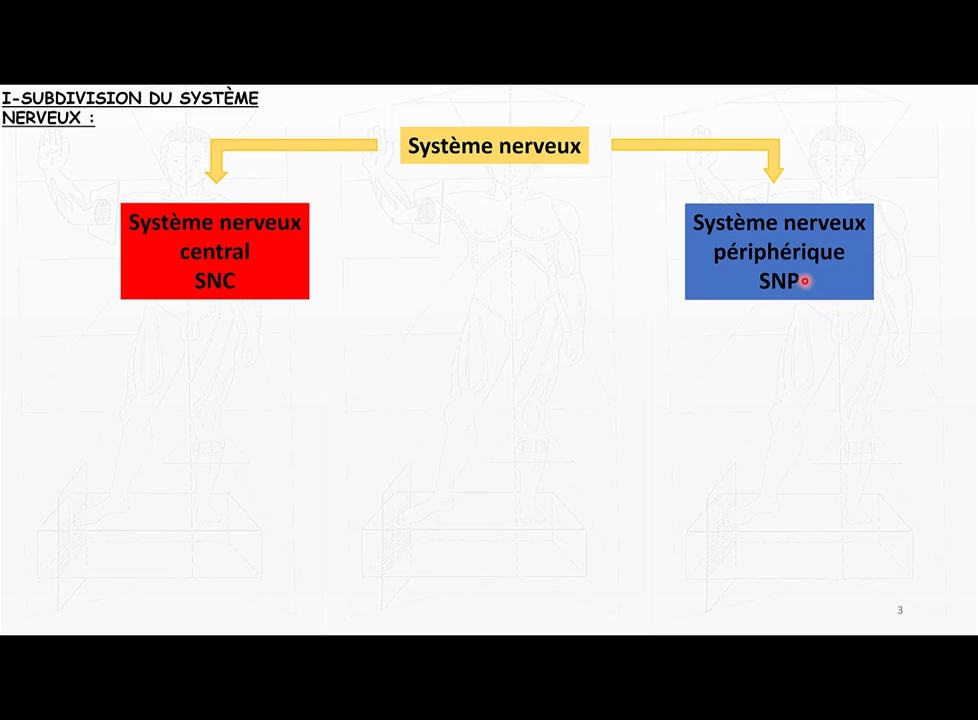 I-SUBDIVISION DU SYSTÈME
NERVEUX :
Système nerveux
Système nerveux
central
SNC
Système nerveux
périphérique
SNP
3